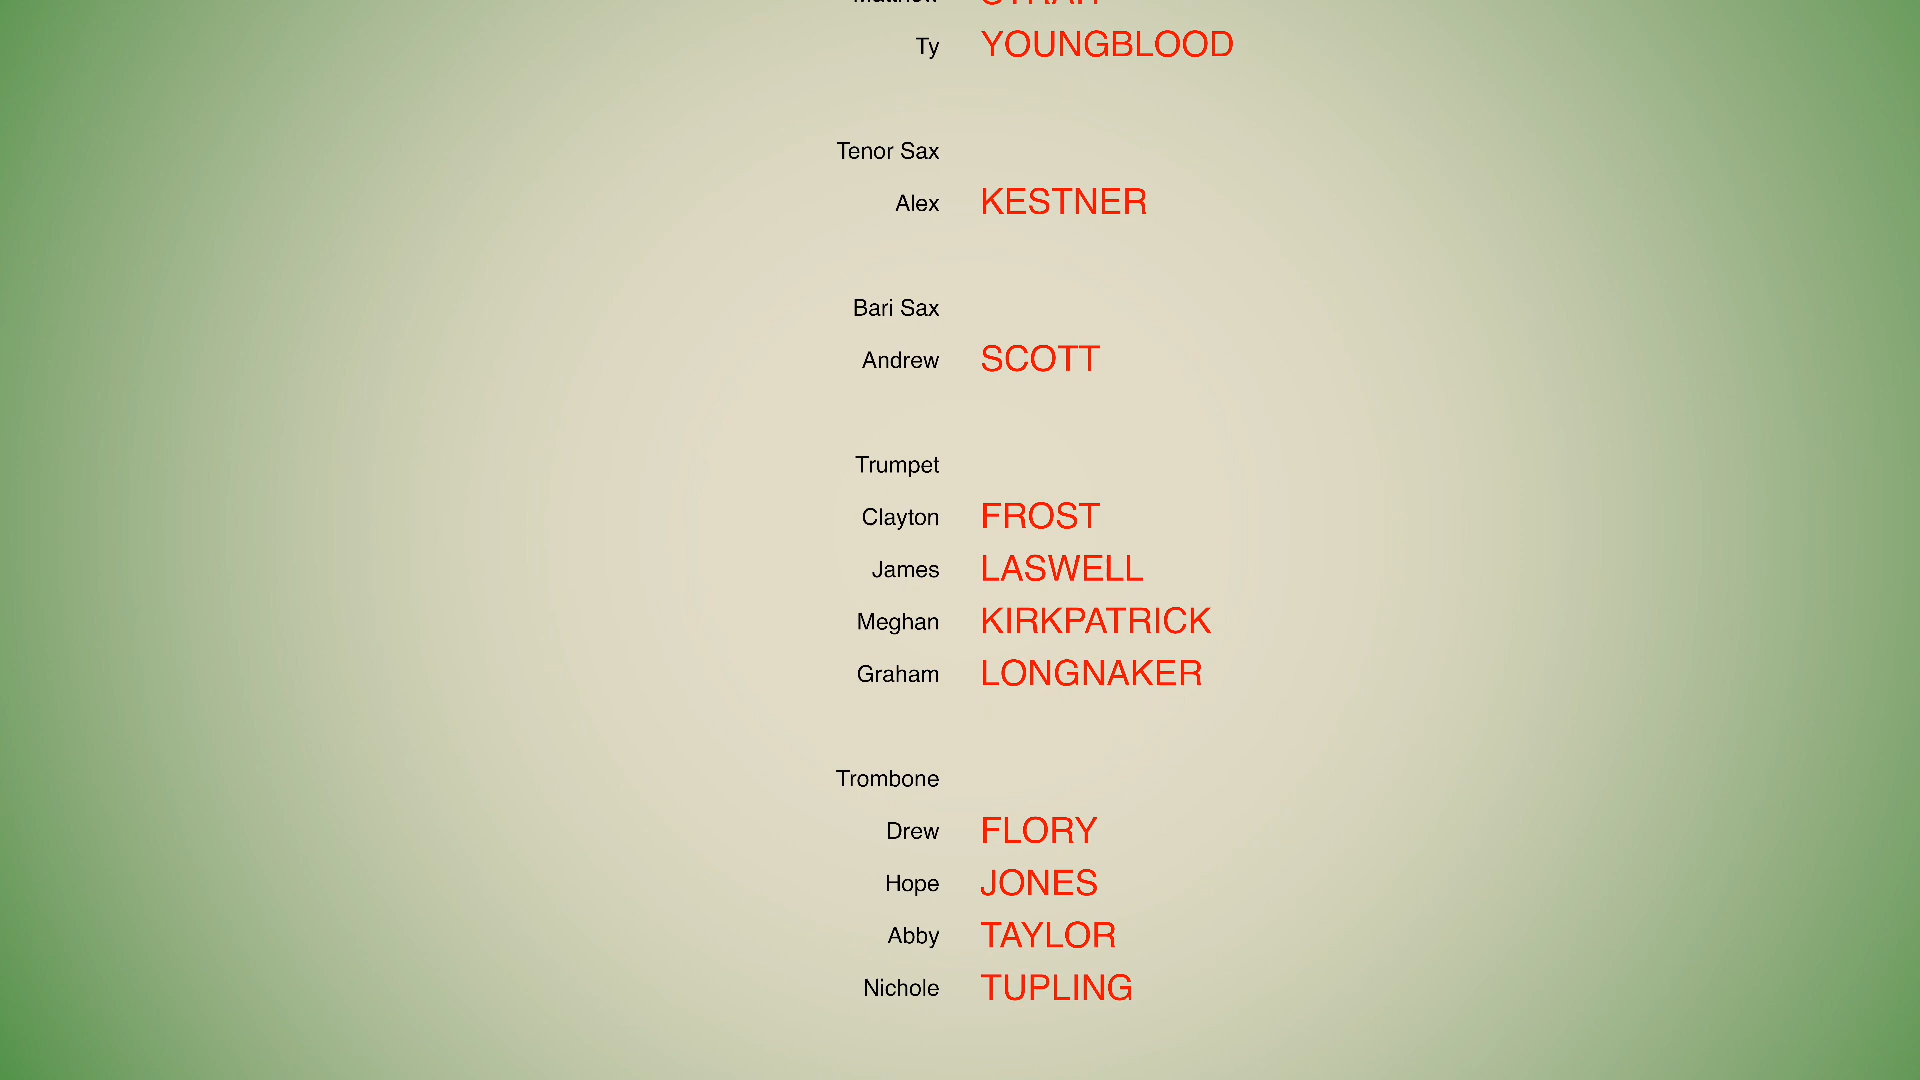 Ty YOUNGBLOOD
Tenor Sax
Alex KESTNER
Bari Sax
Andrew SCOTT
Trumpet
Clayton FROST
James LASWELL
Meghan KIRKPATRICK
Graham LONGNAKER
Trombone
Drew FLORY
Hope JONES
Abby TAYLOR
Nichole TUPLING